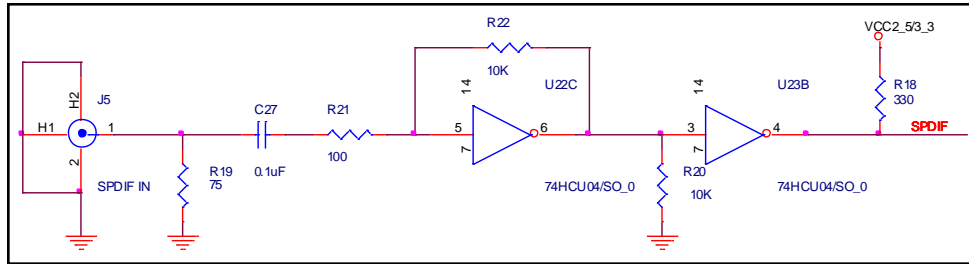 R22
10K
VCC2_5/3_3
J5
H2
H1
1
2
SPDIF IN
C27
0.1uF
R21
100
R19
75
14
U22C
5
6
7
74HCU04/SO_0
R20
10K
14
U23B
3
4
7
74HCU04/SO_0
R18
330
SPDIF